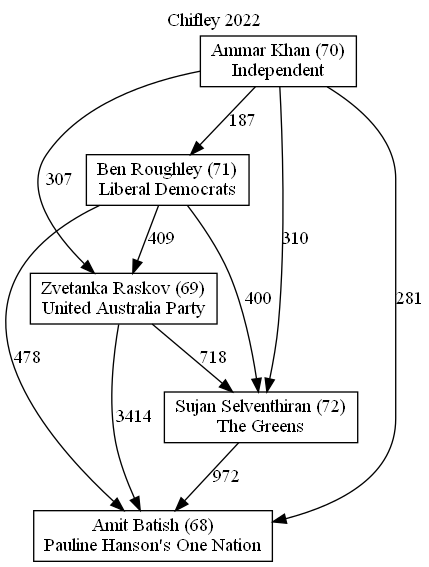 Chifley 2022
Ammar Khan (70)
Independent
187
Ben Roughley (71)
Liberal Democrats
307
409
310
Zvetanka Raskov (69)
United Australia Party
400
281
478
718
3414
Sujan Selventhiran (72)
The Greens
972
Amit Batish (68)
Pauline Hanson's One Nation